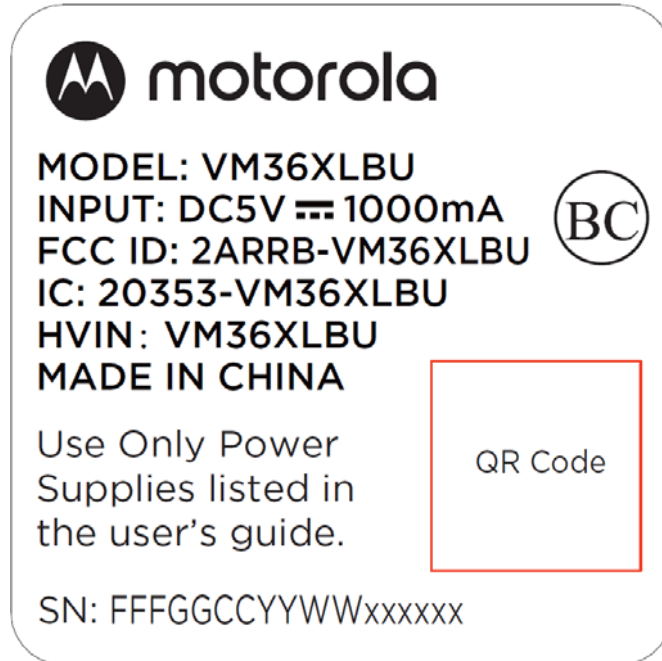 motorola
MODEL: VM36XLBU
INPUT: DC5V ⎓ 1000mA
BC
FCC ID: 2ARRB-VM36XLBU
IC: 20353-VM36XLBU
HVIN: VM36XLBU
MADE IN CHINA
Use Only Power
Supplies listed in
the user’s guide.
QR Code
SN: FFFGGCCYYWWxxxxxx